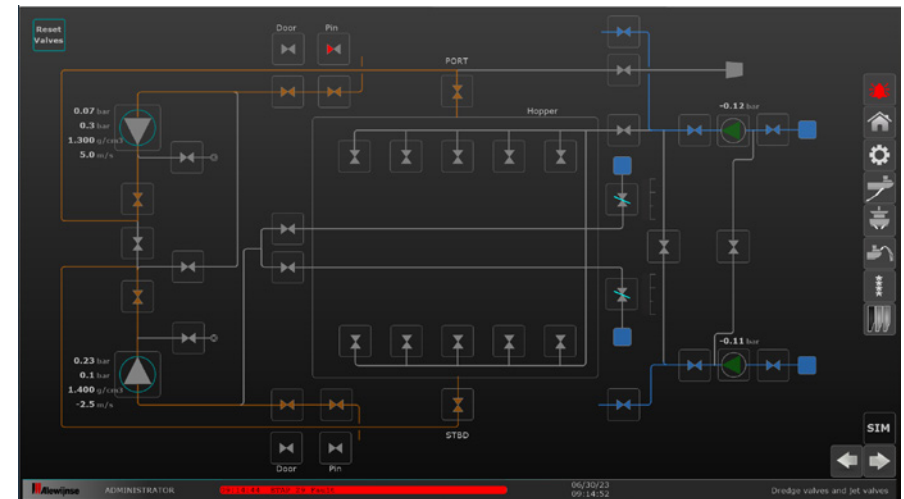 Reset
Valves
Door
Pin
PORT
Hopper
0.07 bar
0.3 bar
1.300 g/cm3
5.0 m/s
-0.12 bar
0.23 bar
0.1 bar
1.400 g/cm3
-2.5 m/s
-0.11 bar
STBD
Door
Pin
SIM
Alewijnse
ADMINISTRATOR
06/30/23
09:14:52
Dredge valves and jet valves